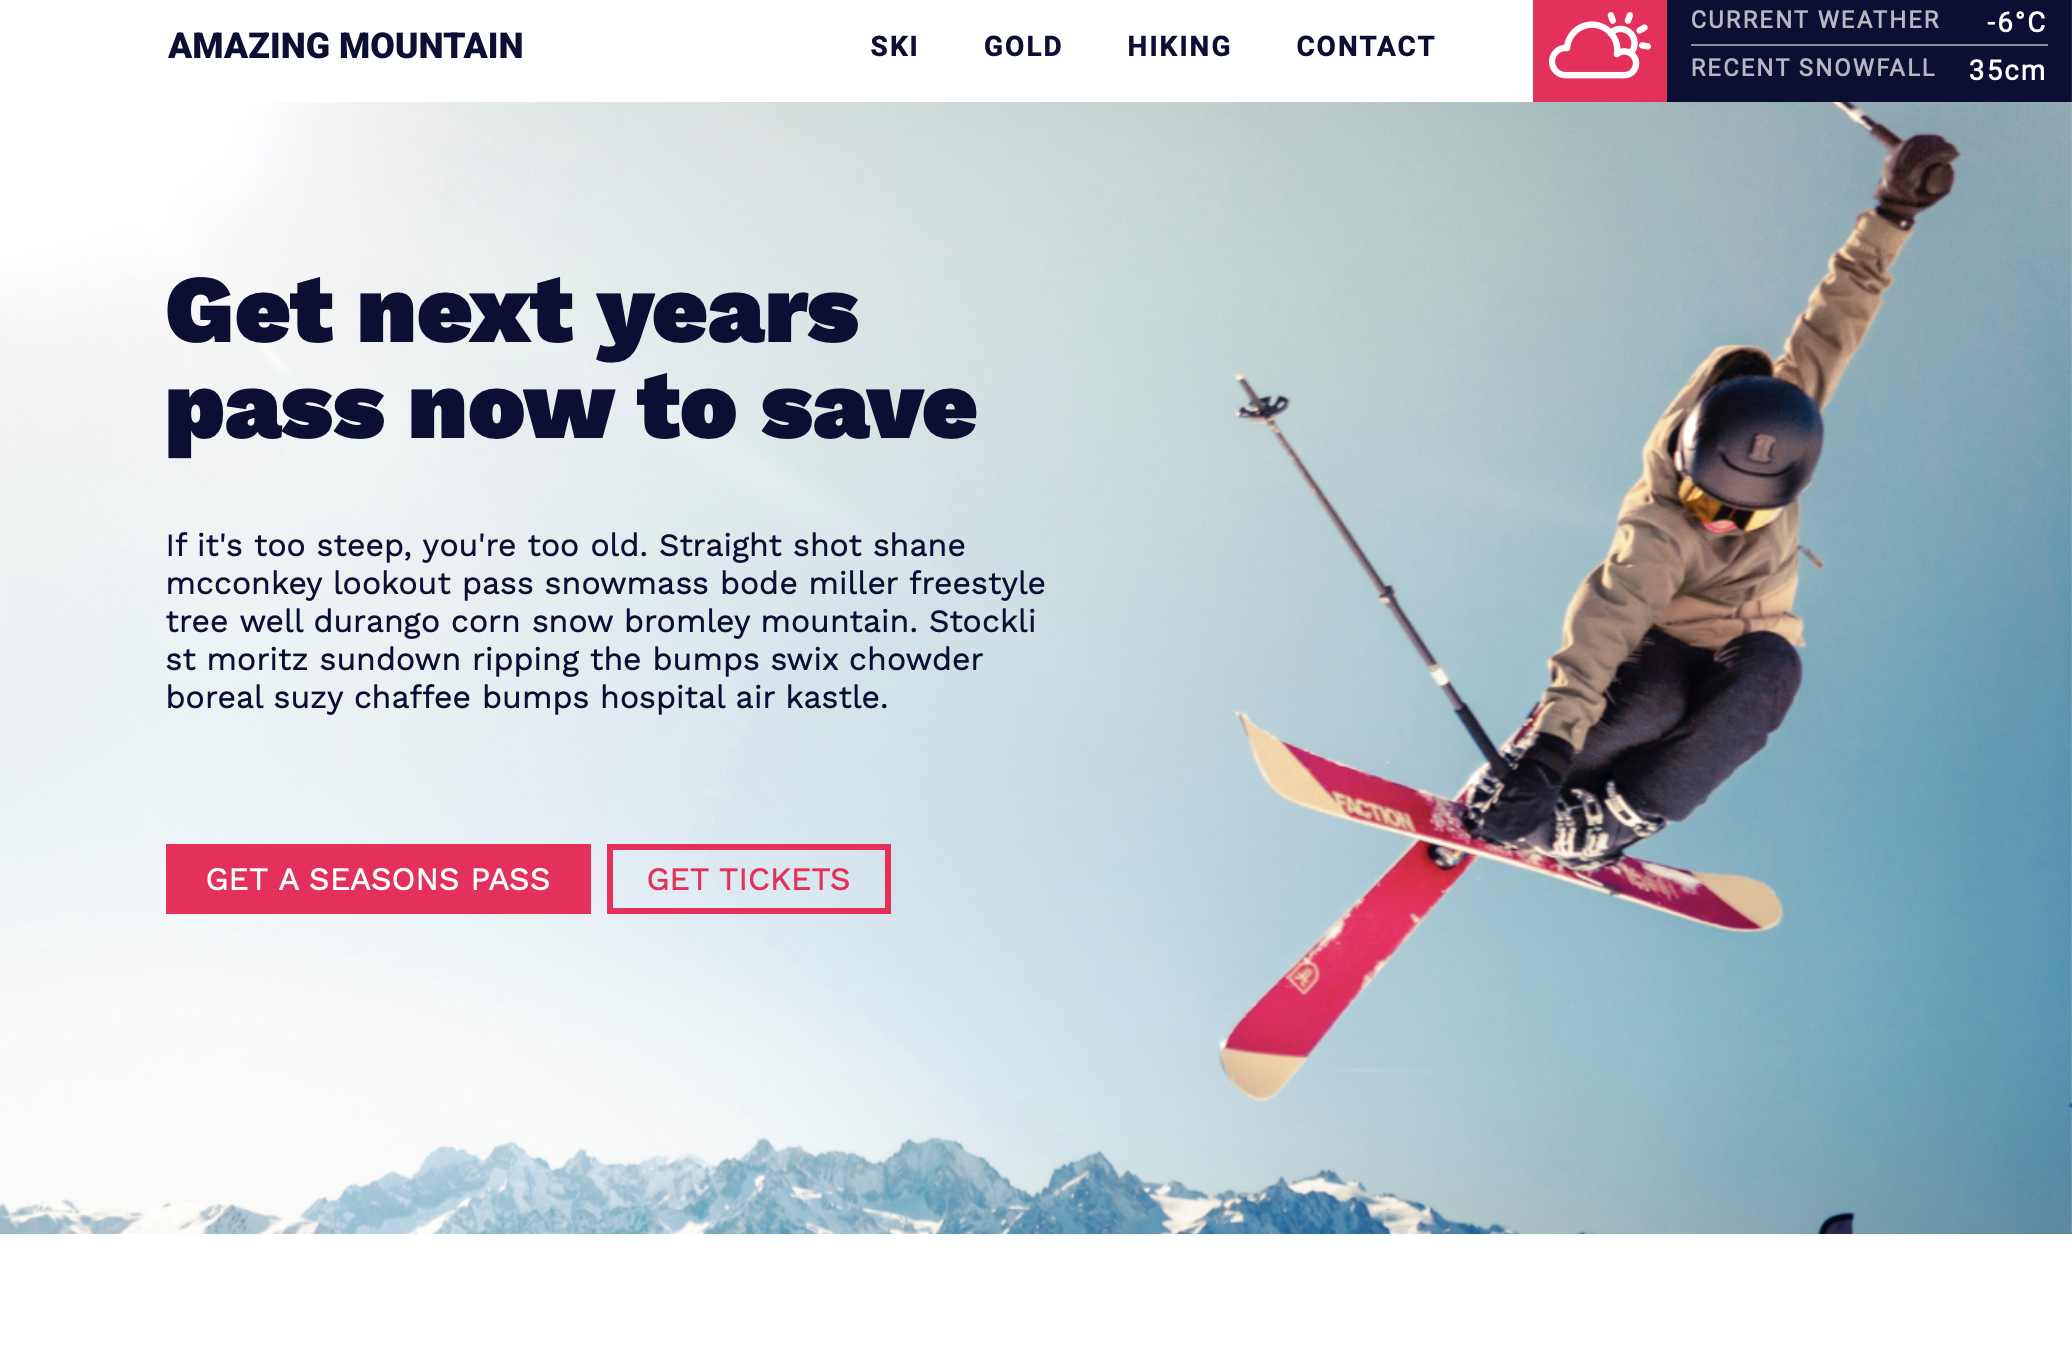 AMAZING MOUNTAIN
SKI GOLD HIKING CONTACT
CURRENT WEATHER -6°C
RECENT SNOWFALL 35cm
Get next years
pass now to save
If it's too steep, you're too old. Straight shot shane
mcconkey lookout pass snowmass bode miller freestyle
tree well durango corn snow bromley mountain. Stockli
st moritz sundown ripping the bumps swix chowder
boreal suzy chaffee bumps hospital air kastle.
FACTION
GET A SEASONS PASS GET TICKETS